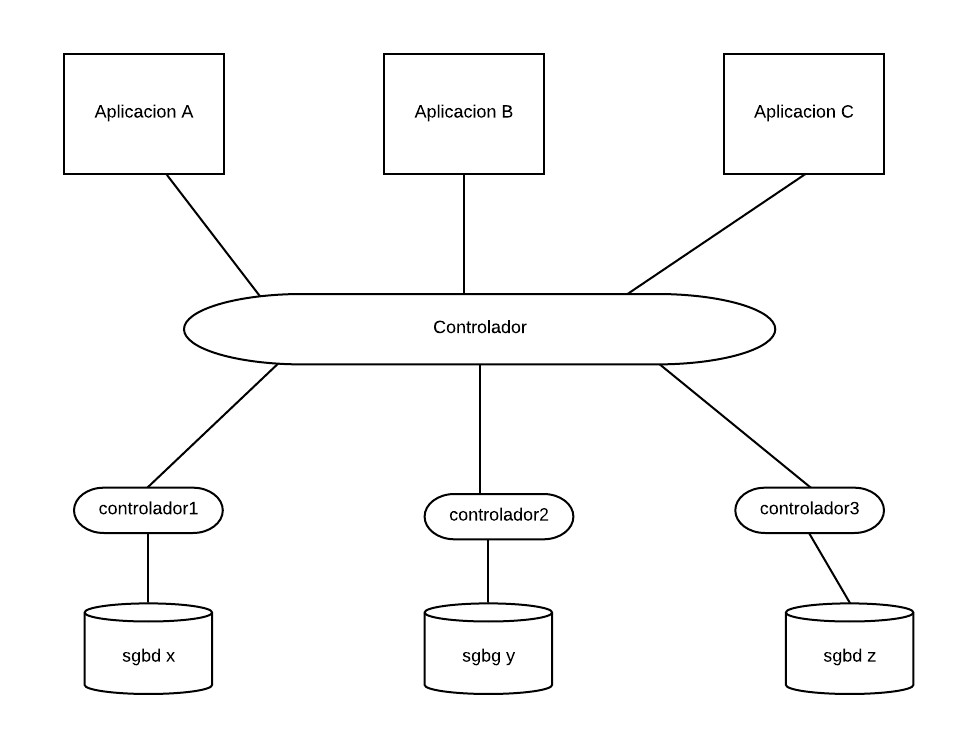 Aplicacion A
Aplicacion B
Aplicacion C
Controlador
controlador1
controlador2
controlador3
sgbd x
sgbg y
sgbd z